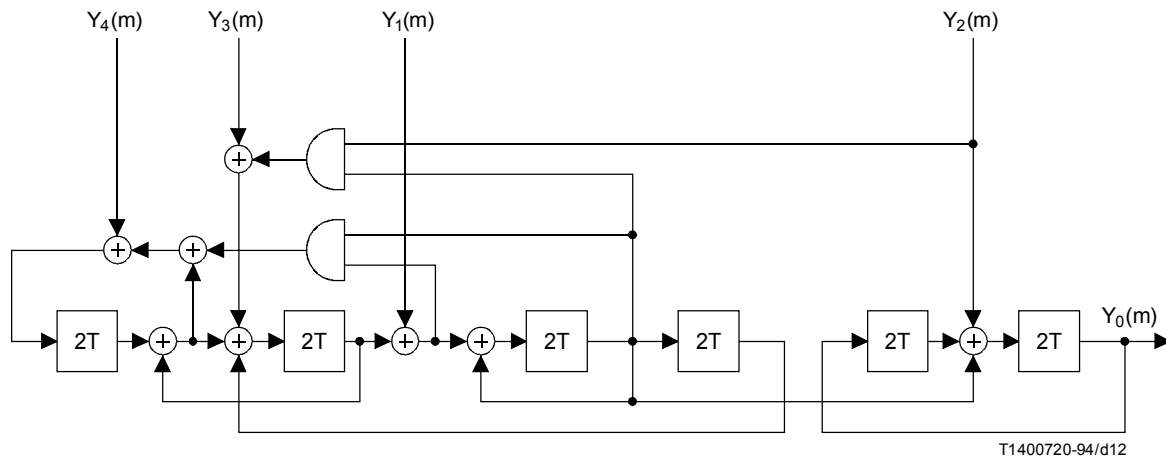 Y₄(m) Y₃(m) Y₁(m) Y₂(m)
+
+ +
2T + + 2T + + 2T 2T 2T + 2T Y₀(m)
T1400720-94/d12